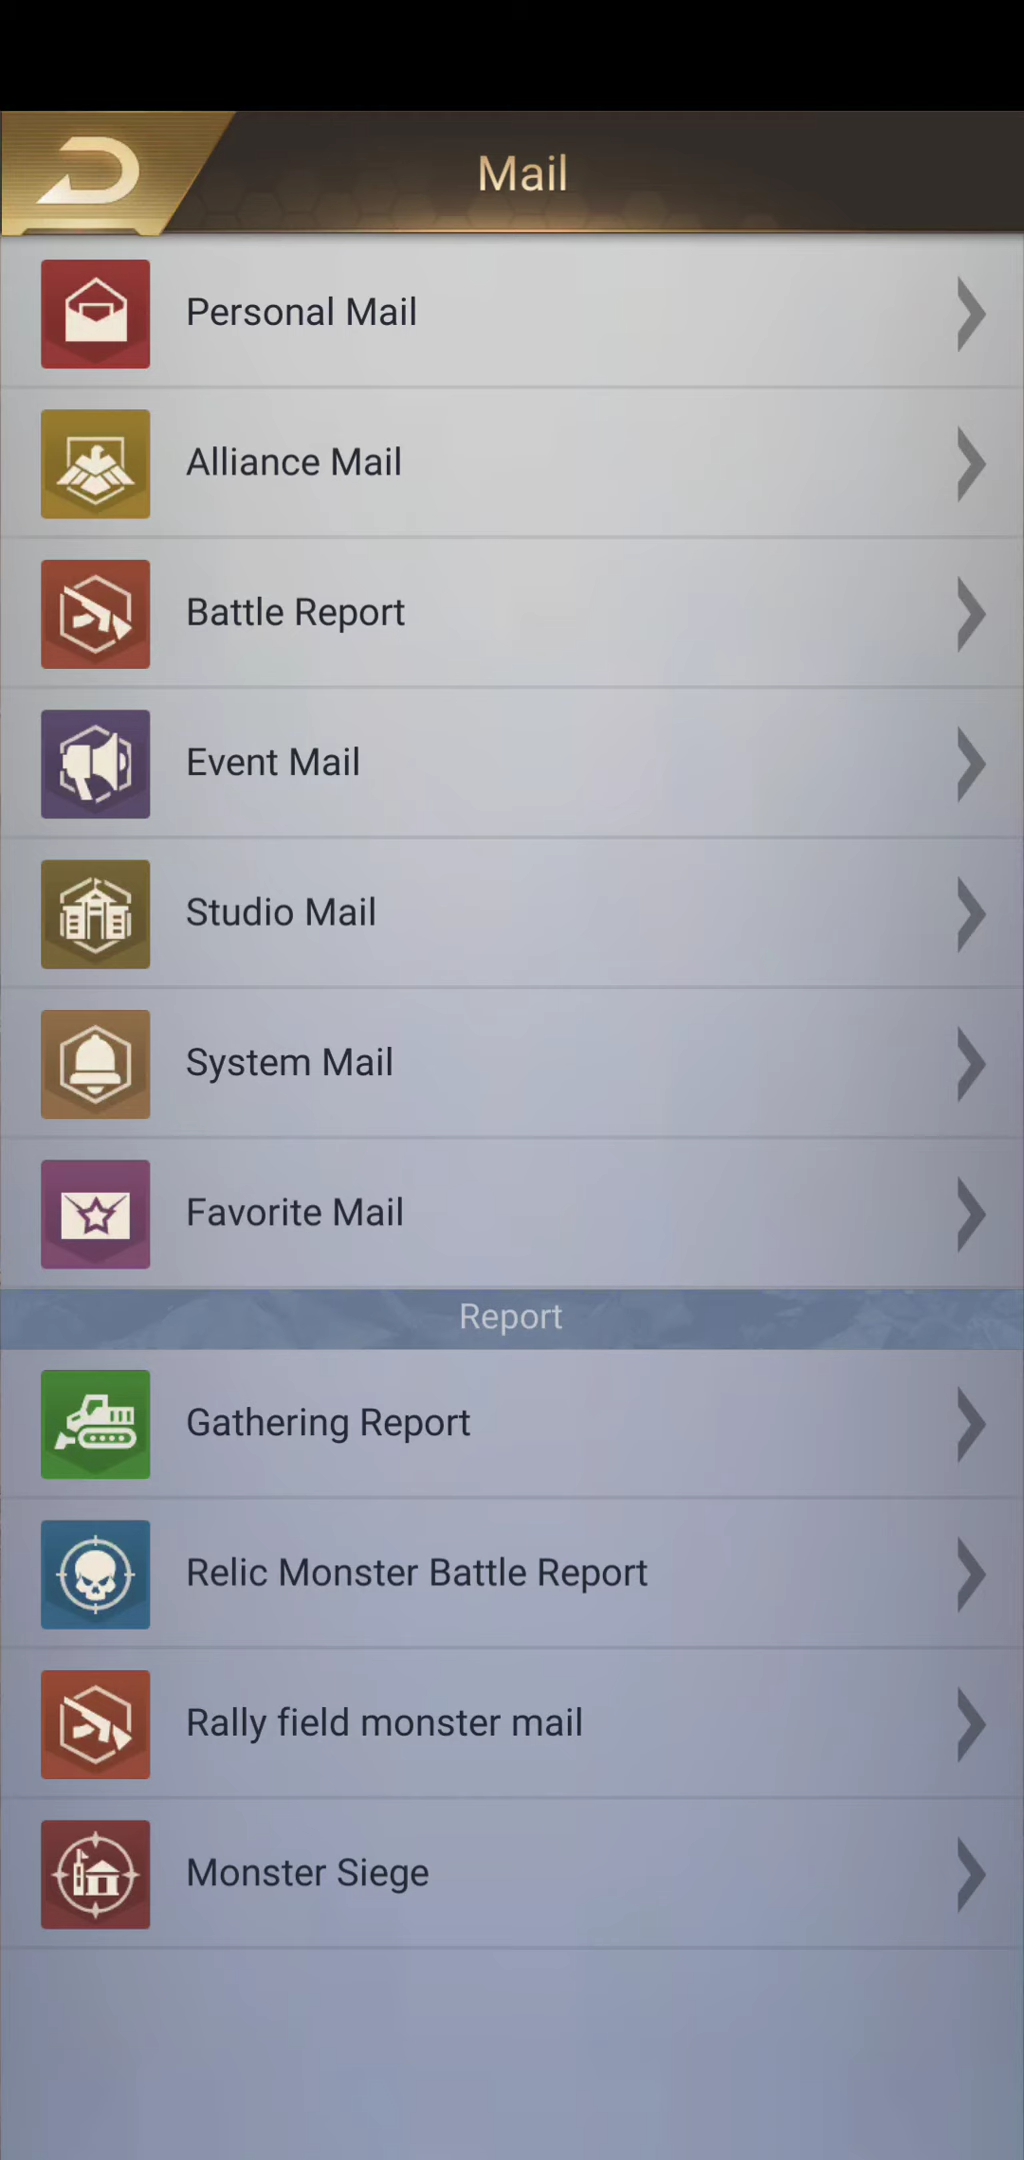 Mail
Personal Mail
Alliance Mail
Battle Report
Event Mail
Studio Mail
System Mail
Favorite Mail
Report
Gathering Report
Relic Monster Battle Report
Rally field monster mail
Monster Siege